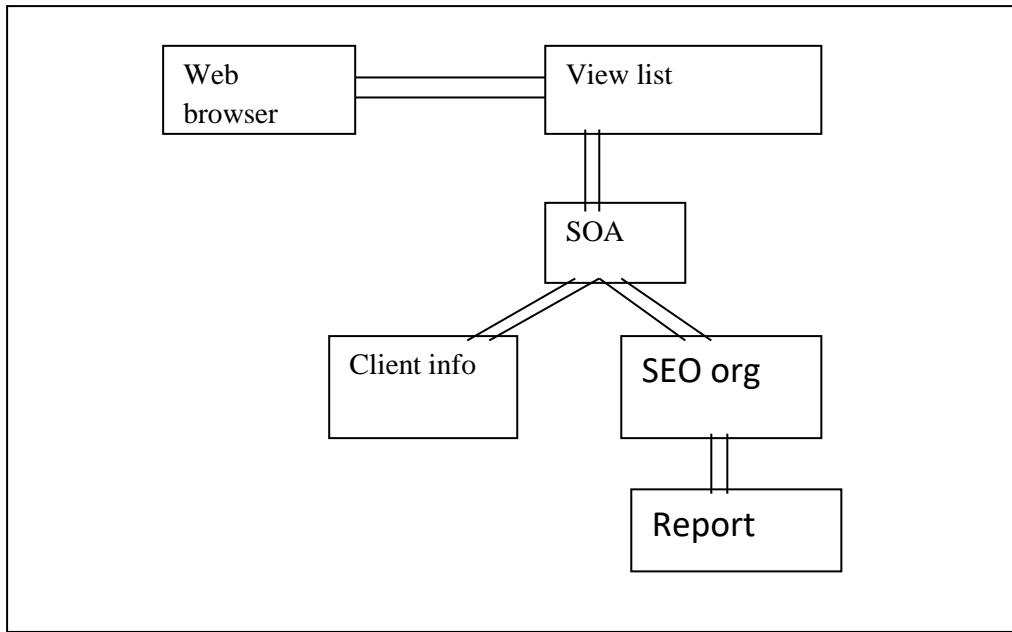 Web
browser
View list
SOA
Client info
SEO org
Report